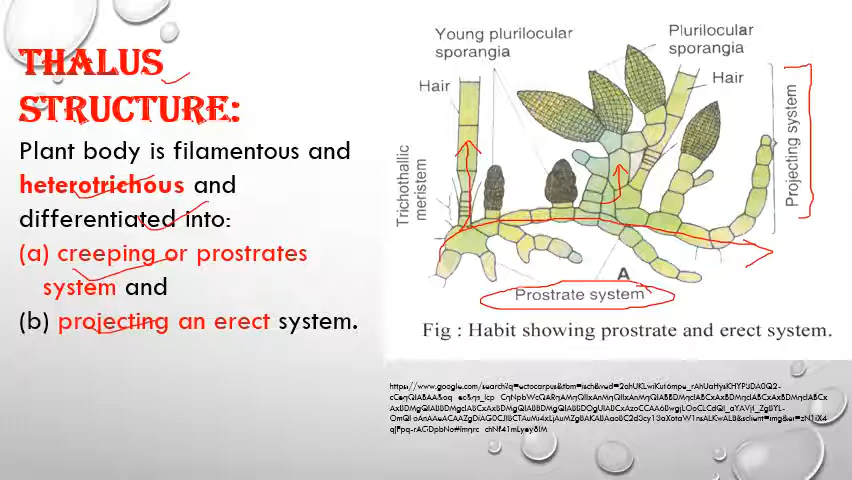 THALUS
STRUCTURE:
Plant body is filamentous and
heterotrichous and
differentiated into:
(a) creeping or prostrates
system and
(b) projecting an erect system.
Young plurilocular
sporangia
Plurilocular
sporangia
Hair
Hair
Trichothallic
meristem
Projecting system
A
Prostrate system
Fig : Habit showing prostrate and erect system.